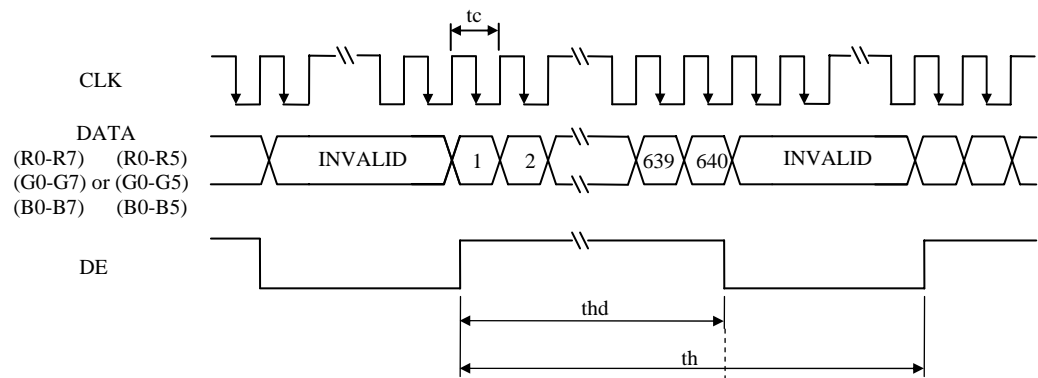 tc
CLK
DATA
(R0-R7) (R0-R5)
(G0-G7) or (G0-G5)
(B0-B7) (B0-B5)
INVALID 1 2 639 640 INVALID
DE
thd
th